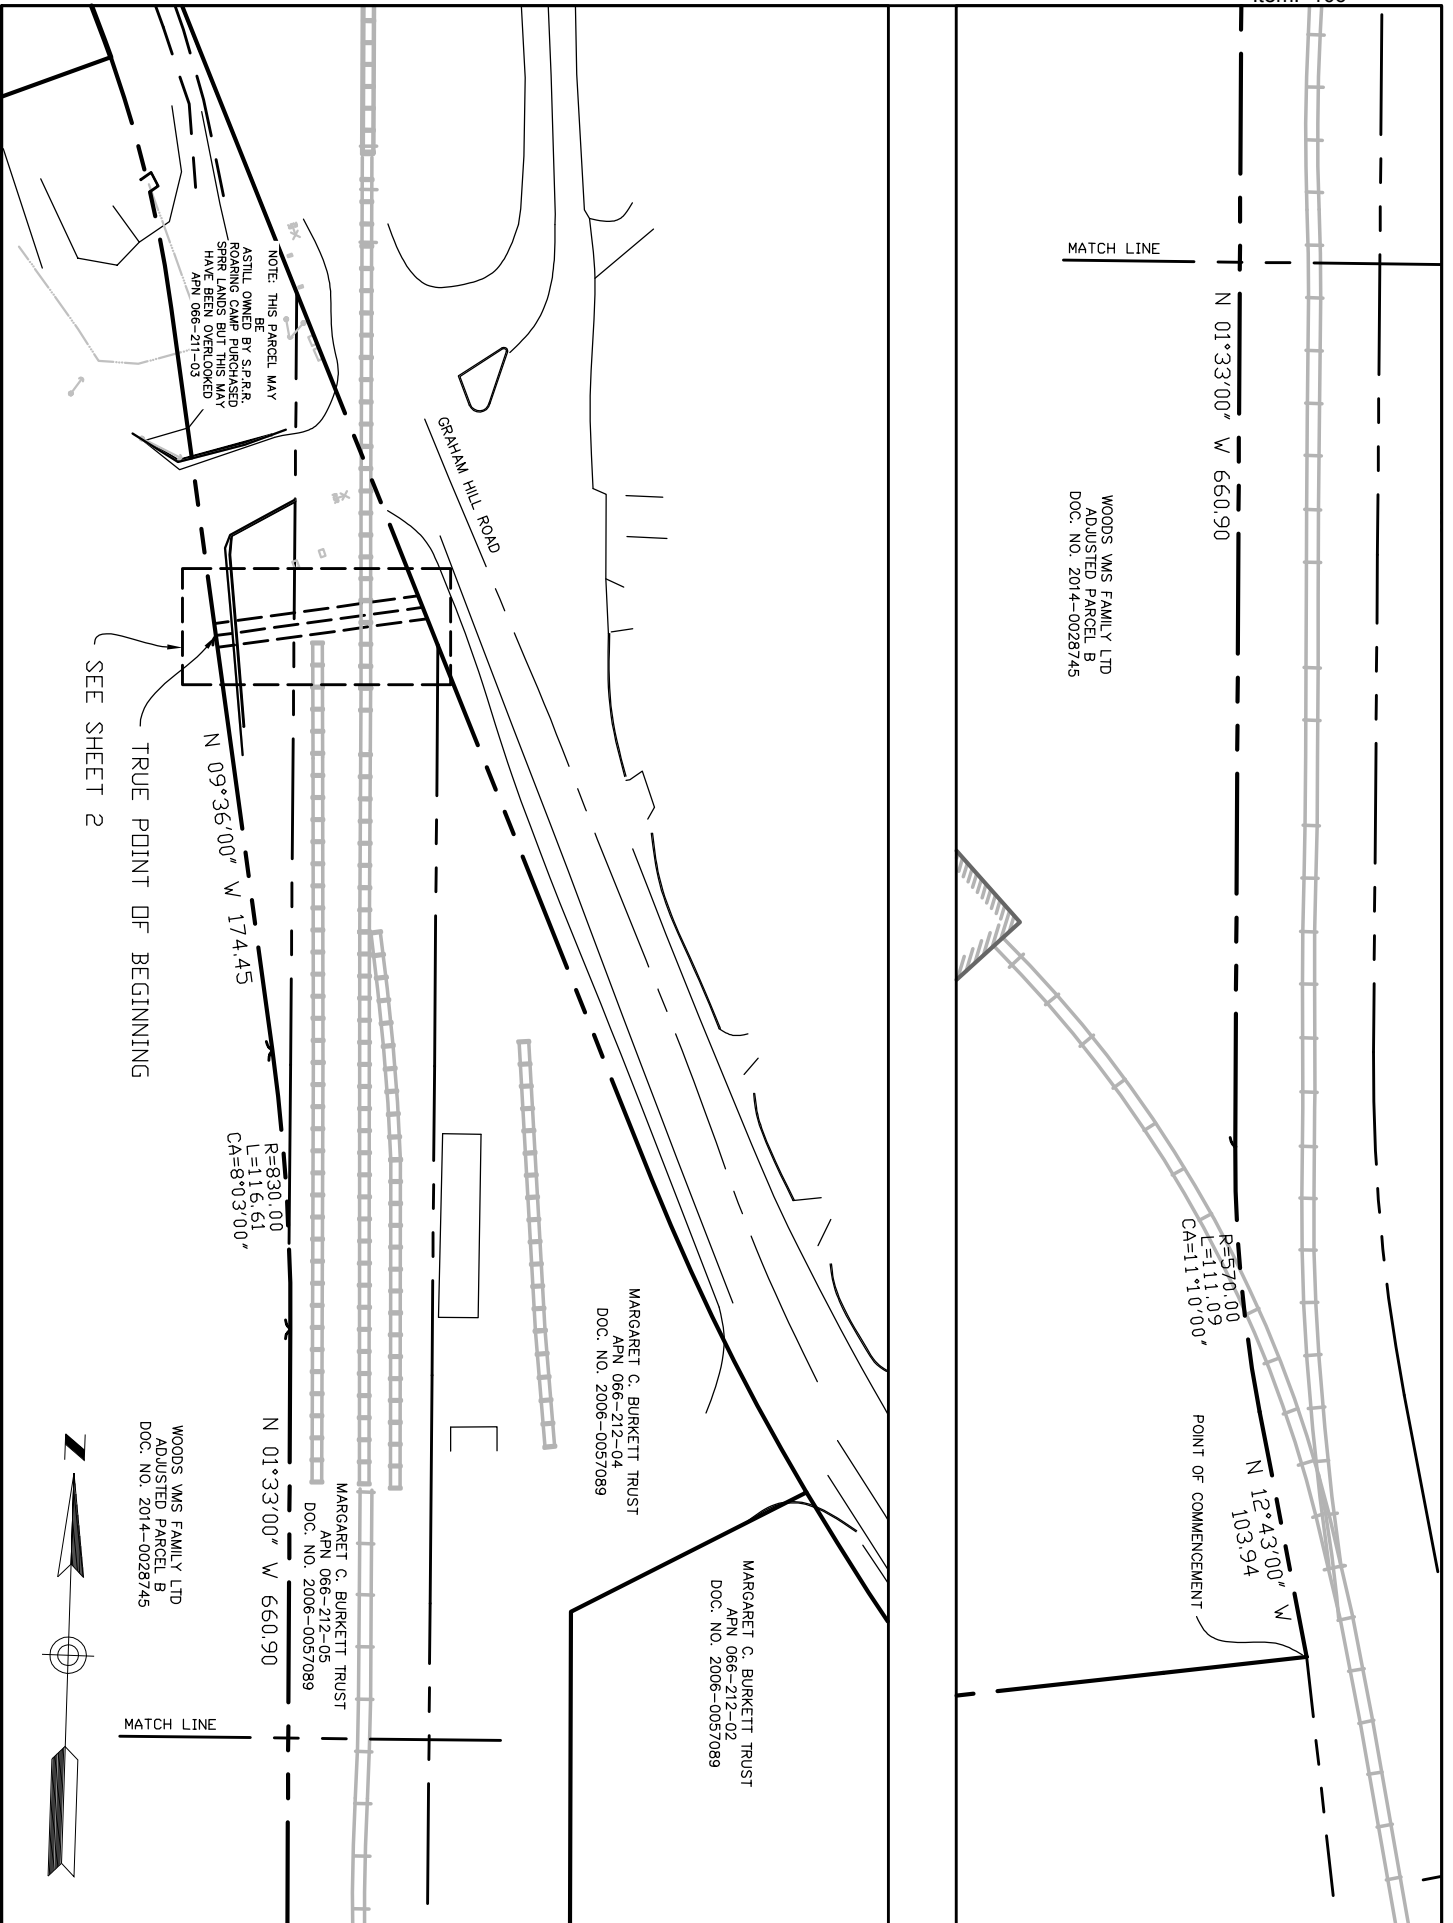 MATCH LINE
N 01°33'00" W 660.90
WOODS VMS FAMILY LTD
ADJUSTED PARCEL B
DOC. NO. 2014-0028745
R=570.00
L=111.09
CA=11°10'00"
POINT OF COMMENCEMENT
N 12°43'00" W
103.94
NOTE: THIS PARCEL MAY
BE
ASTILL OWNED BY S.P.R.R.
ROARING CAMP PURCHASED
SPRR LANDS BUT THIS MAY
HAVE BEEN OVERLOOKED
APN 066-211-03
GRAHAM HILL ROAD
SEE SHEET 2
TRUE POINT OF BEGINNING
N 09°36'00" W 174.45
R=830.00
L=116.61
CA=8°03'00"
MARGARET C. BURKETT TRUST
APN 066-212-04
DOC. NO. 2006-0057089
MARGARET C. BURKETT TRUST
APN 066-212-02
DOC. NO. 2006-0057089
MARGARET C. BURKETT TRUST
APN 066-212-05
DOC. NO. 2006-0057089
N 01°33'00" W 660.90
WOODS VMS FAMILY LTD
ADJUSTED PARCEL B
DOC. NO. 2014-0028745
MATCH LINE
N